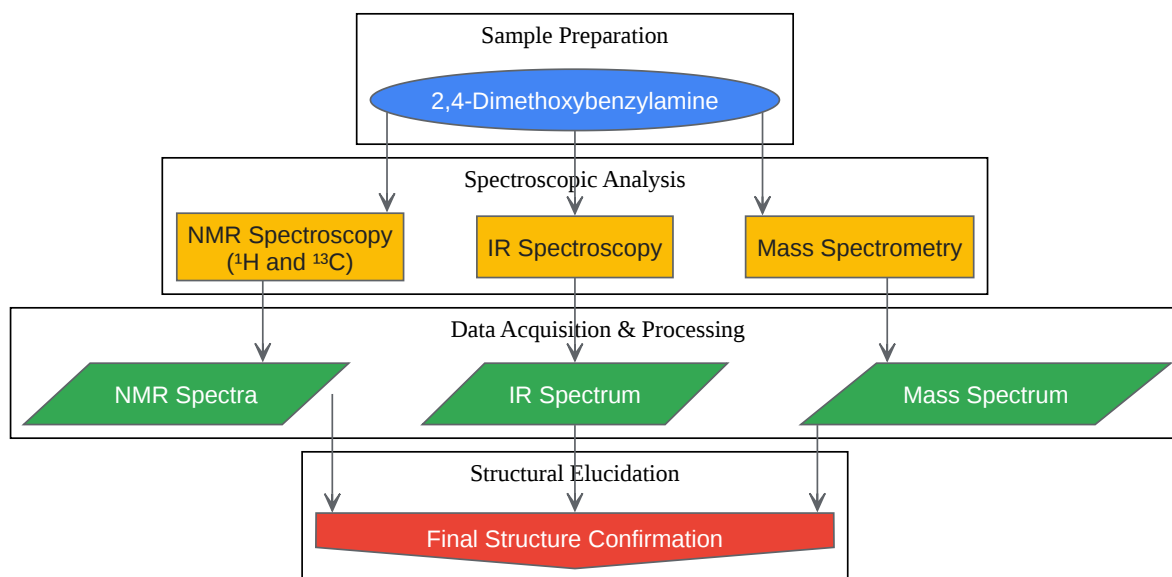 Sample Preparation
2,4-Dimethoxybenzylamine
Spectroscopic Analysis
NMR Spectroscopy
(¹H and ¹³C)
IR Spectroscopy
Mass Spectrometry
Data Acquisition & Processing
NMR Spectra
IR Spectrum
Mass Spectrum
Structural Elucidation
Final Structure Confirmation